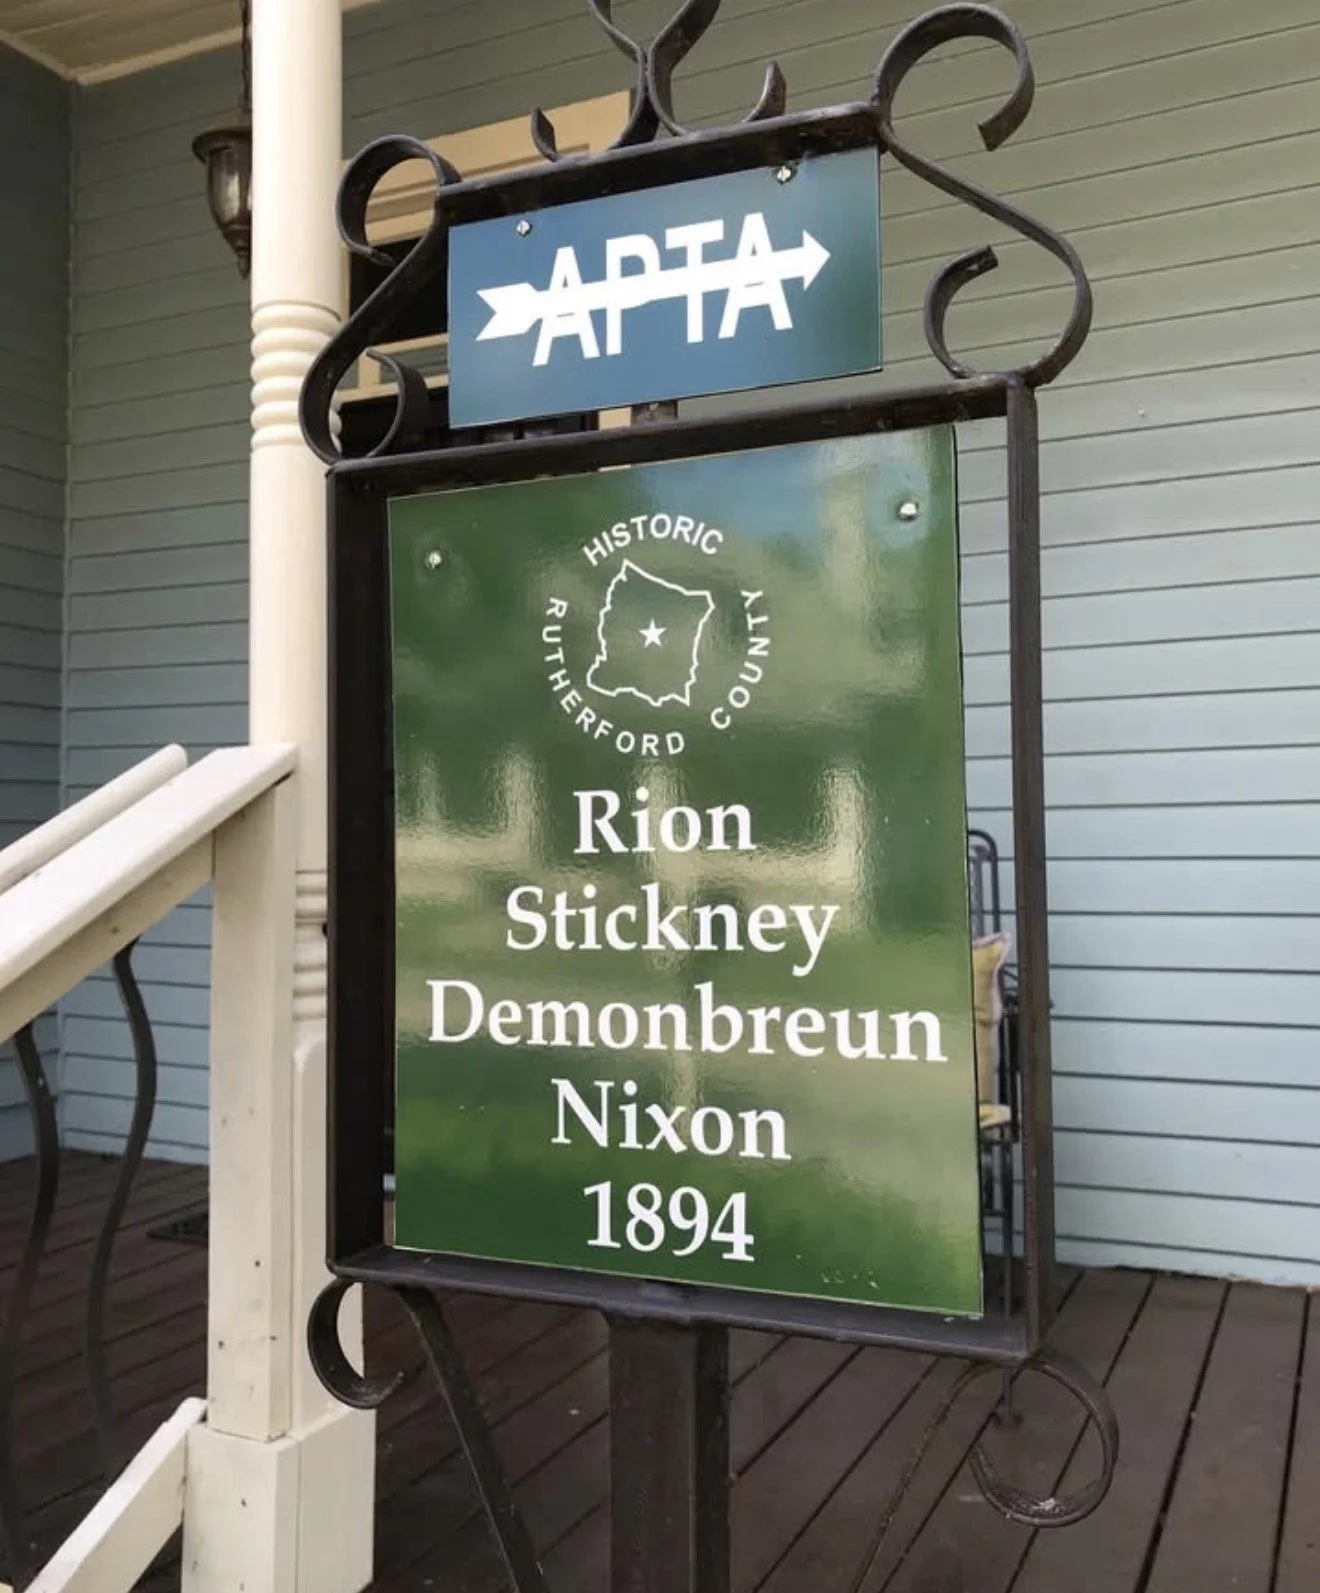 APTA
HISTORIC
RUTHERFORD COUNTY
Rion
Stickney
Demonbreun
Nixon
1894